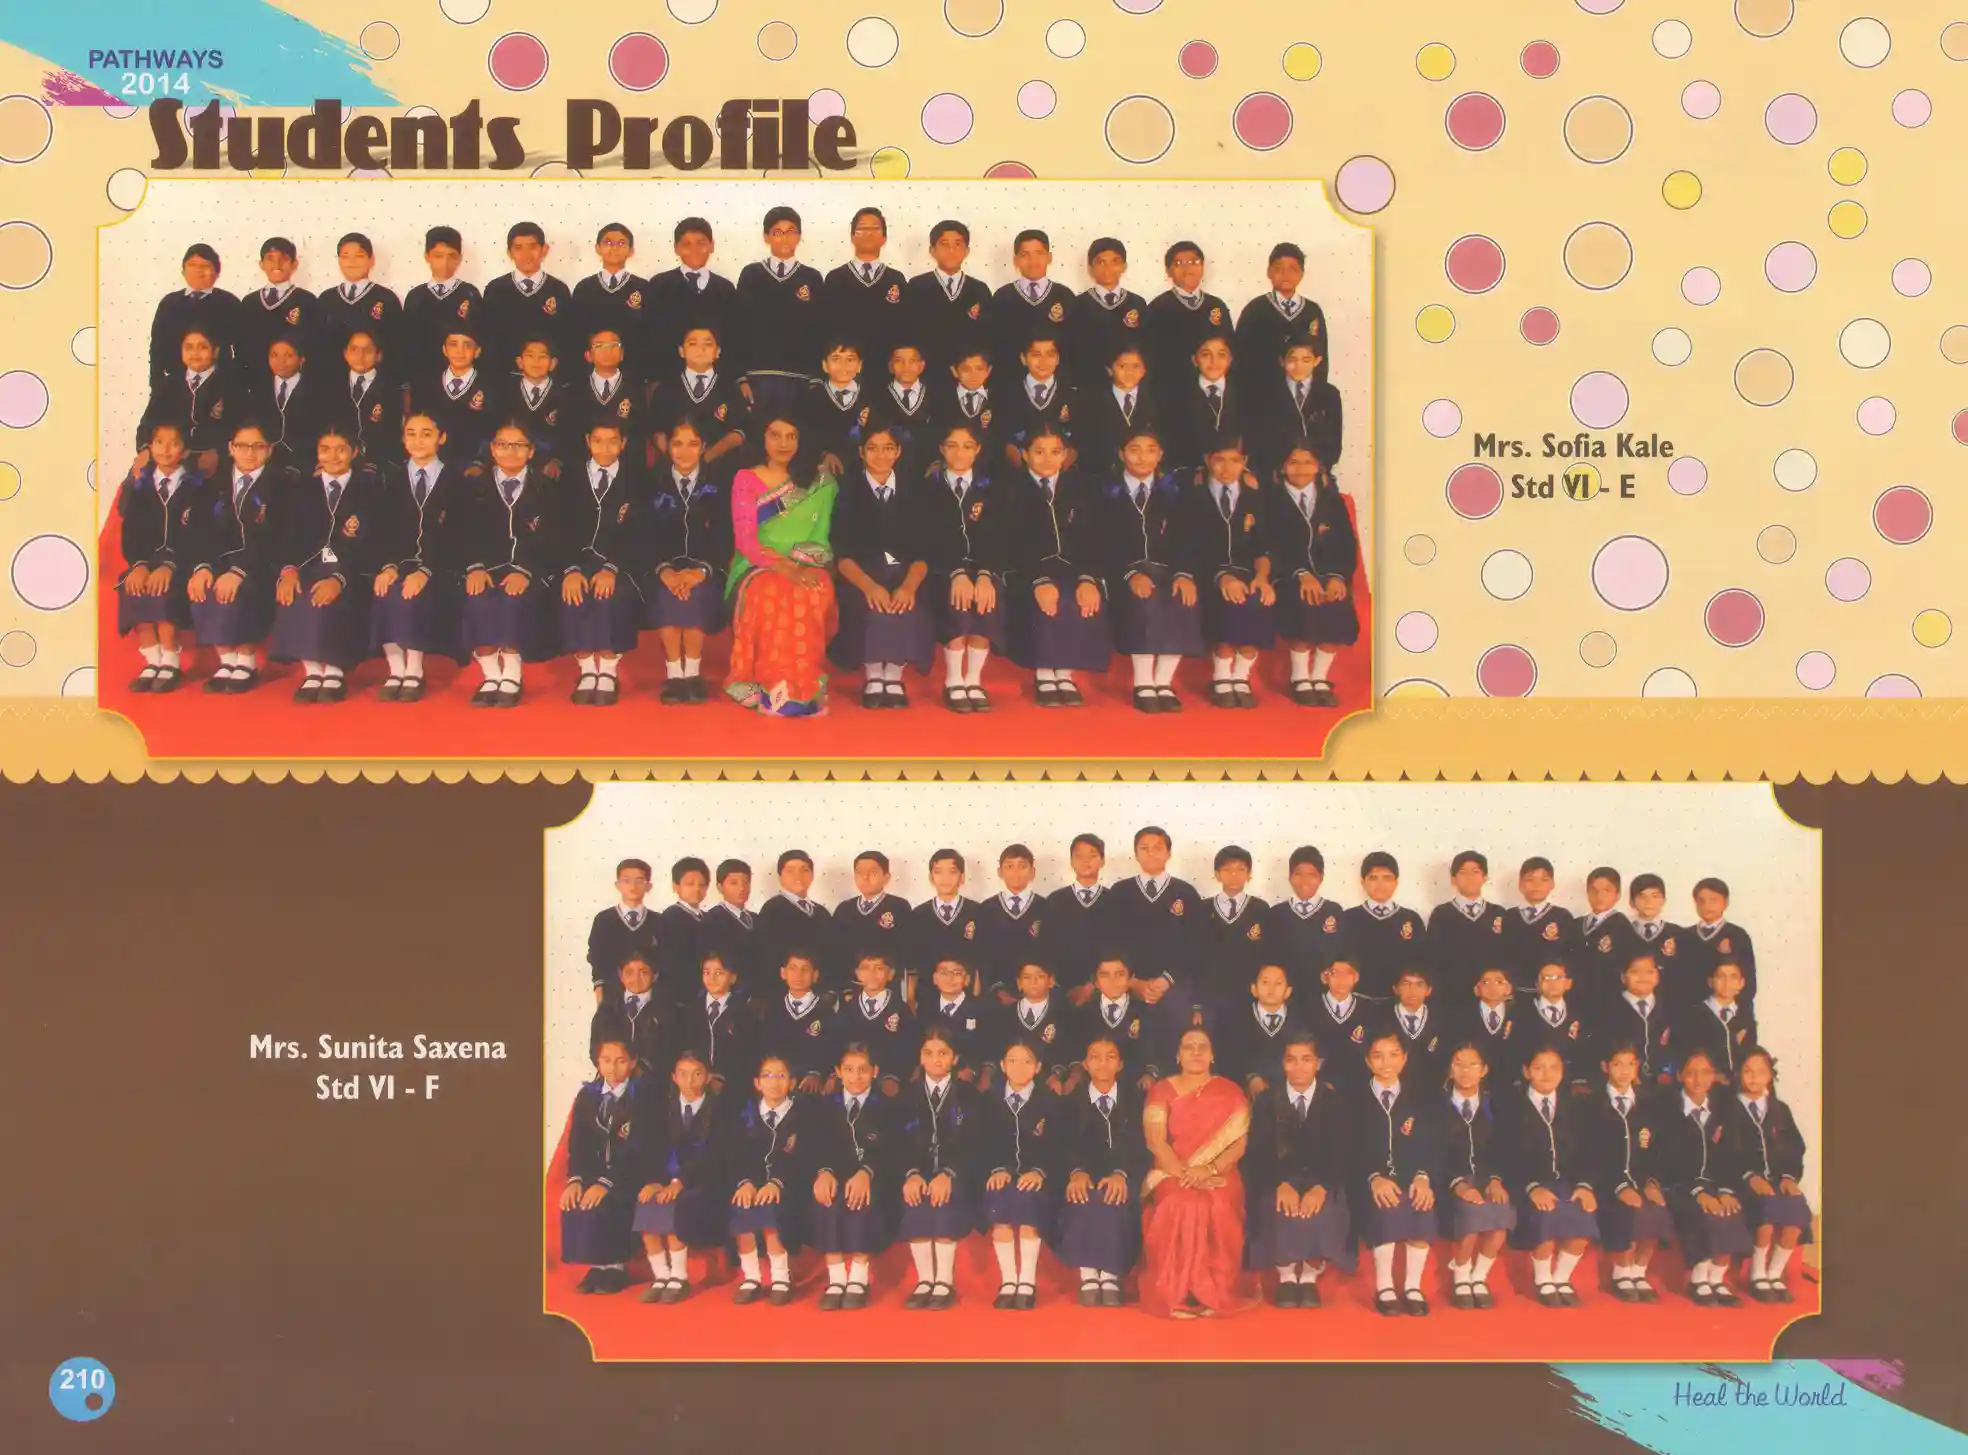 PATHWAYS
2014
Students Profile
Mrs. Sofia Kale
Std VI - E
Mrs. Sunita Saxena
Std VI - F
210
Heal the World